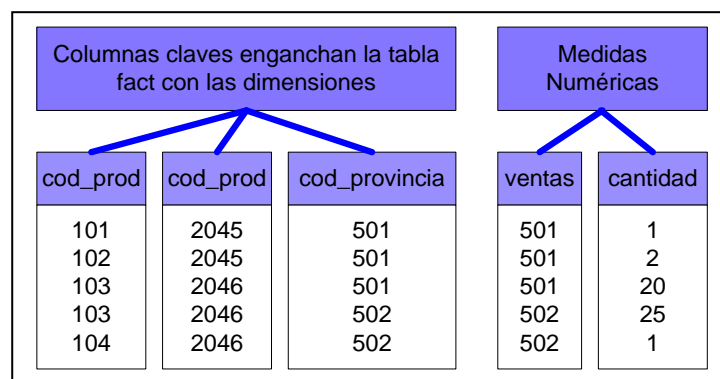 Columnas claves enganchan la tabla
fact con las dimensiones
Medidas
Numéricas
cod_prod cod_prod cod_provincia ventas cantidad
101 2045 501 501 1
102 2045 501 501 2
103 2046 501 501 20
103 2046 502 502 25
104 2046 502 502 1